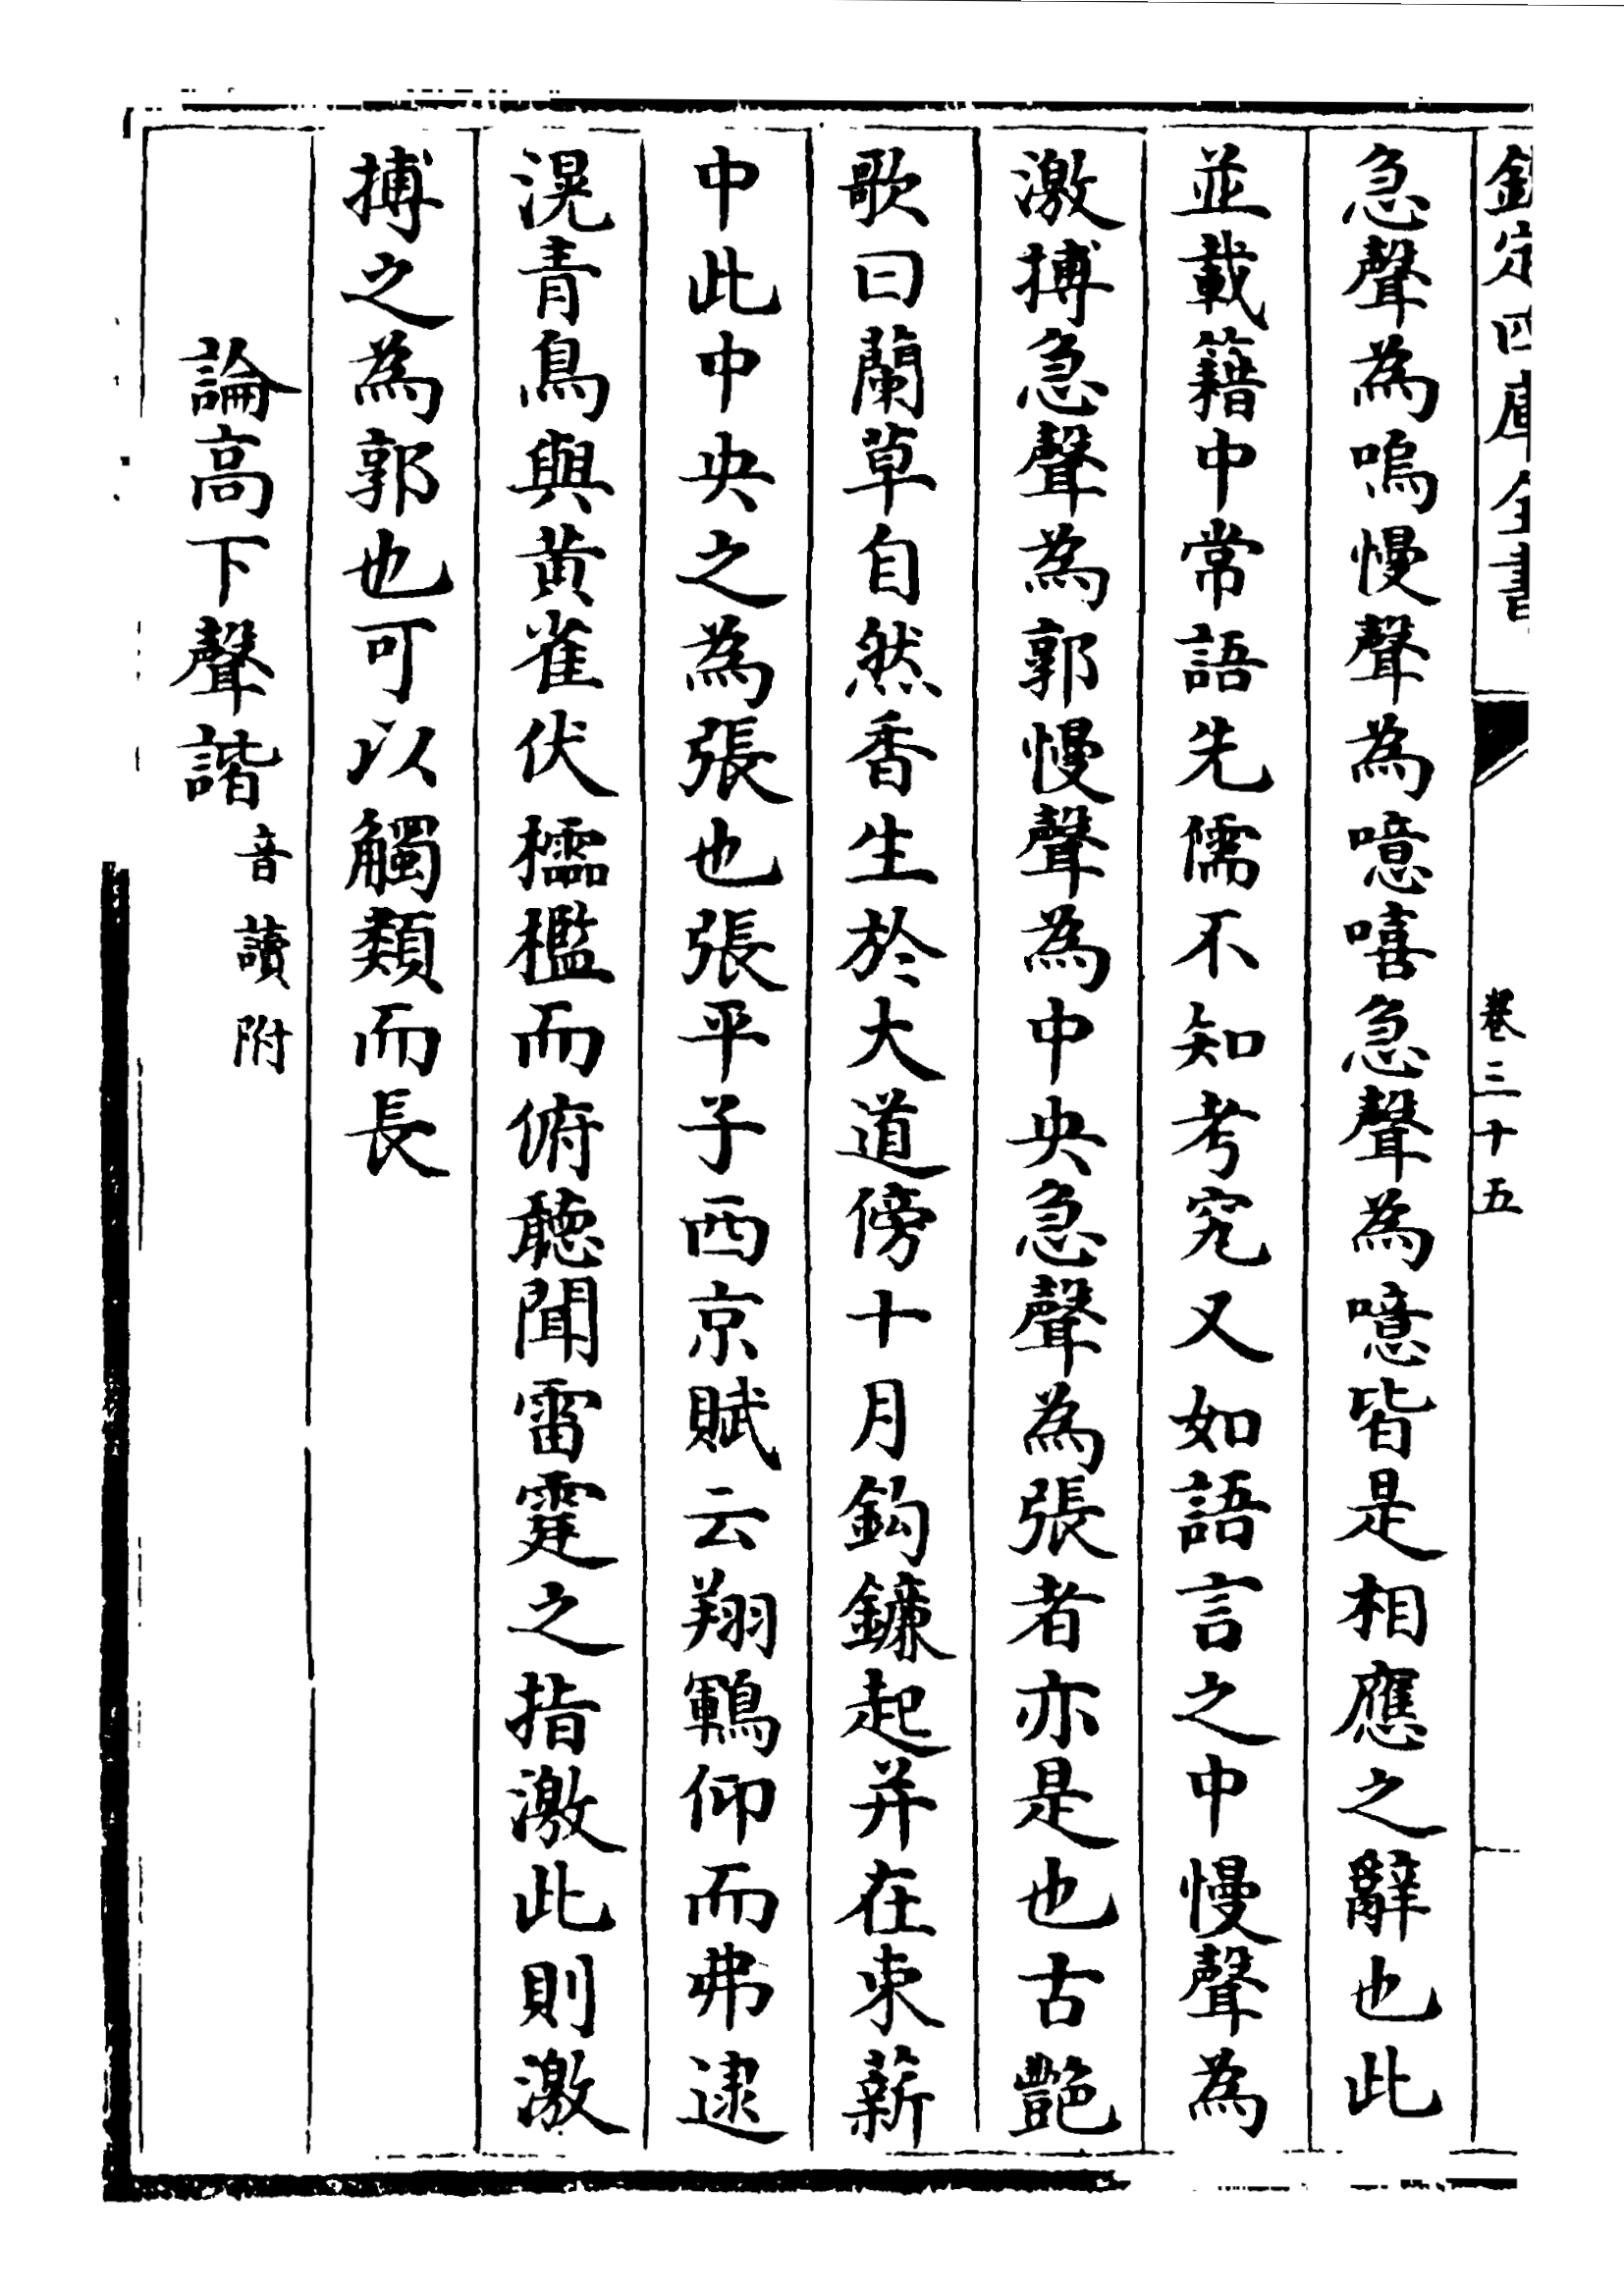 欽定四庫全書
卷三十五
急聲為嗚慢聲為噫嘻急聲為噫皆是相應之辭也此
並載籍中常語先儒不知考究又如語言之中慢聲為
激搏急聲為郭慢聲為中央急聲為張者亦是也古艷
歌曰蘭草自然香生於大道傍十月鈎鐮起并在束薪
中此中央之為張也張平子西京賦云翔鶤仰而弗逮
滉青鳥與黃雀伏櫺檻而俯聽聞雷霆之指激此則激
搏之為郭也可以觸類而長
論高下聲諧音讀附